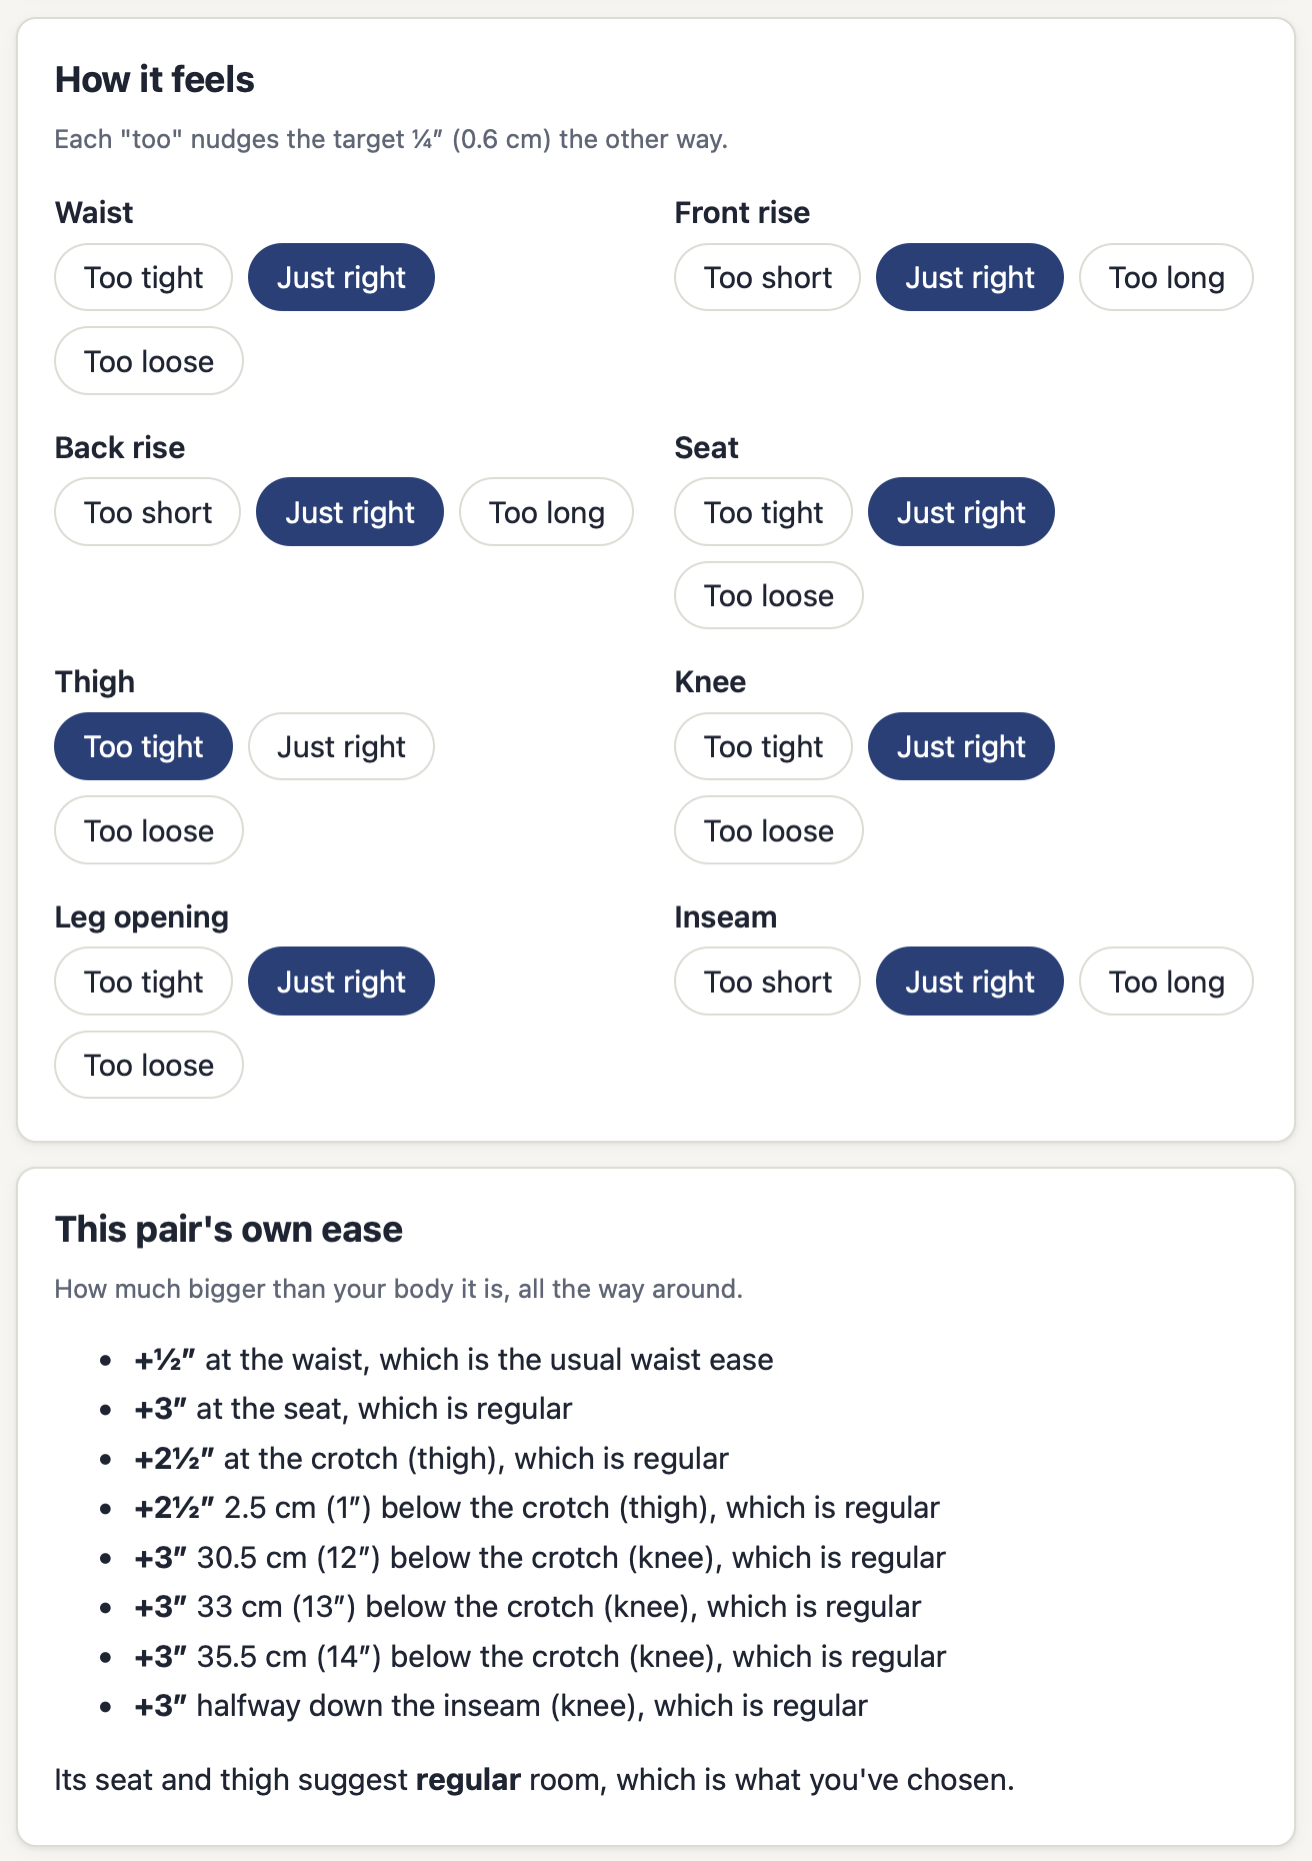 How it feels
Each "too" nudges the target ¼″ (0.6 cm) the other way.
Waist
Too tight
Just right
Too loose
Front rise
Too short
Just right
Too long
Back rise
Too short
Just right
Too long
Seat
Too tight
Just right
Too loose
Thigh
Too tight
Just right
Too loose
Knee
Too tight
Just right
Too loose
Leg opening
Too tight
Just right
Too loose
Inseam
Too short
Just right
Too long
This pair's own ease
How much bigger than your body it is, all the way around.
• +½″ at the waist, which is the usual waist ease
• +3″ at the seat, which is regular
• +2½″ at the crotch (thigh), which is regular
• +2½″ 2.5 cm (1″) below the crotch (thigh), which is regular
• +3″ 30.5 cm (12″) below the crotch (knee), which is regular
• +3″ 33 cm (13″) below the crotch (knee), which is regular
• +3″ 35.5 cm (14″) below the crotch (knee), which is regular
• +3″ halfway down the inseam (knee), which is regular
Its seat and thigh suggest regular room, which is what you've chosen.